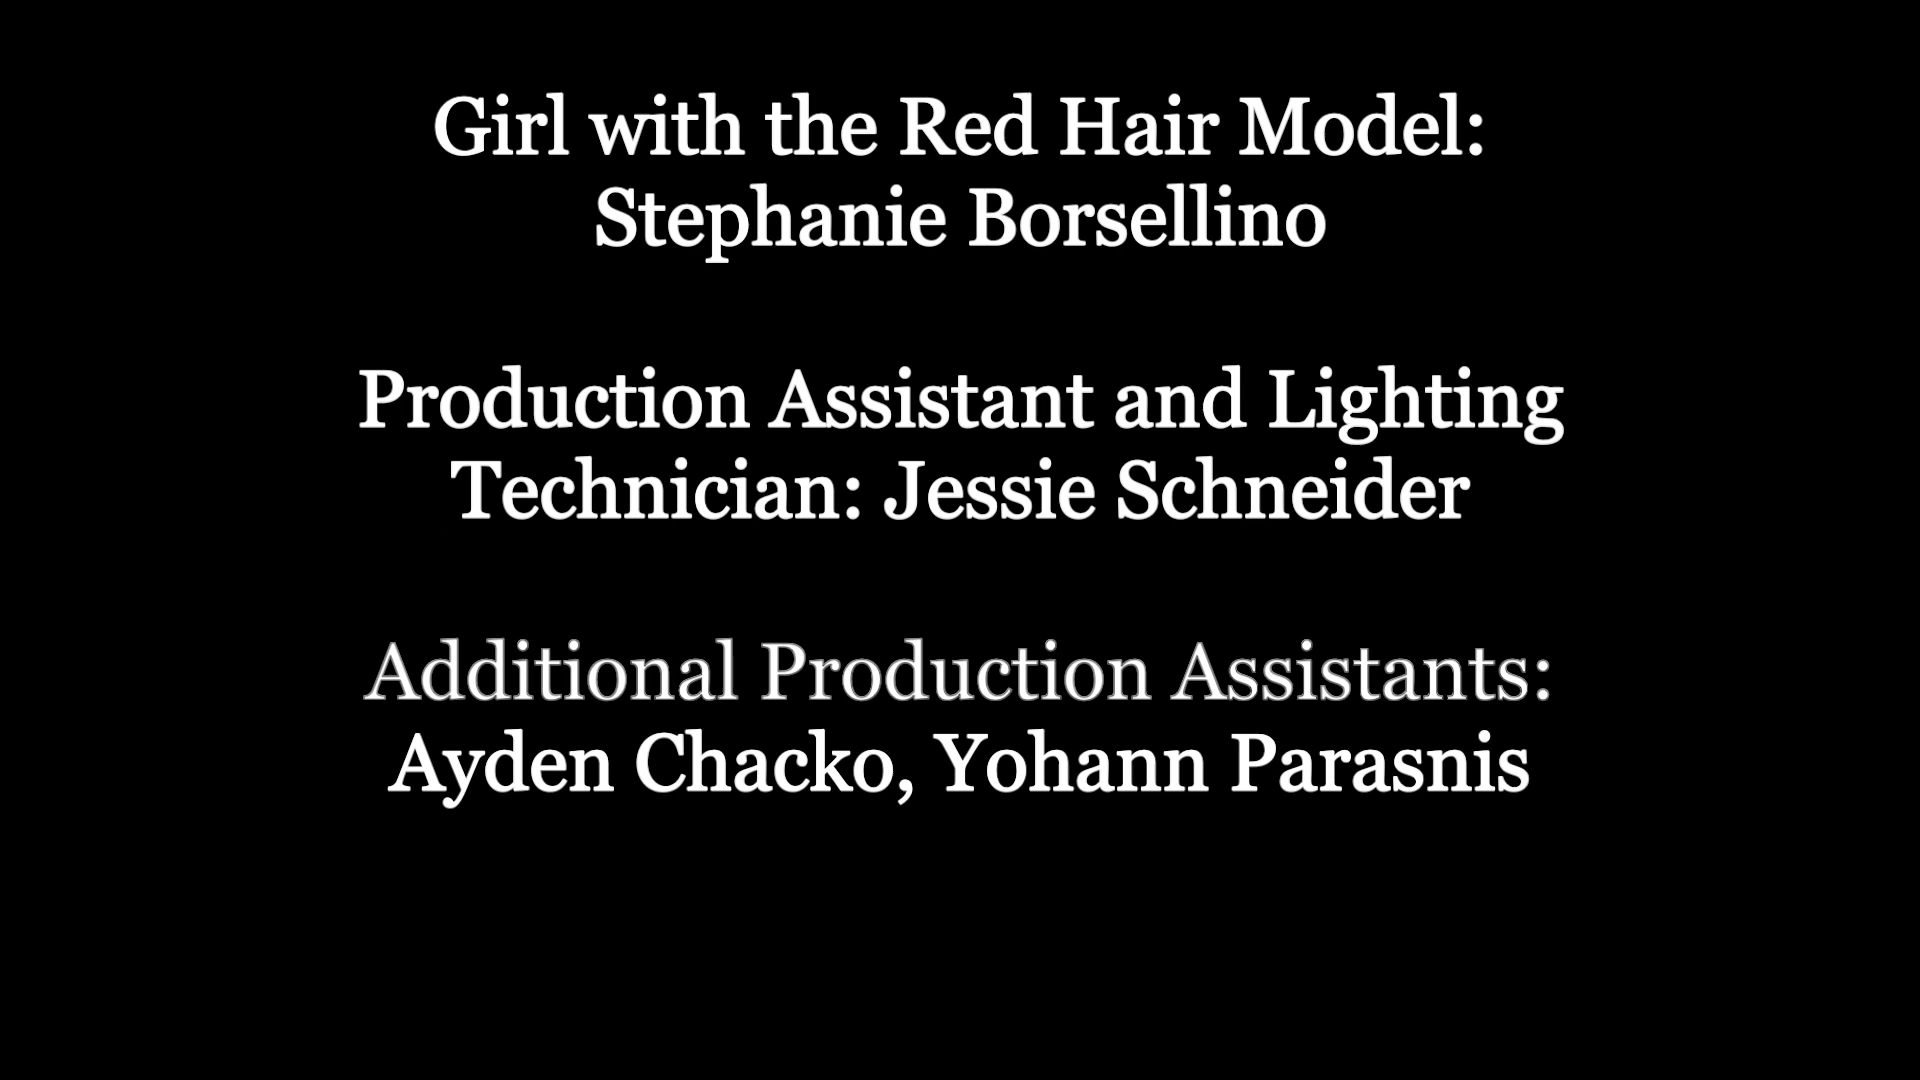 Girl with the Red Hair Model:
Stephanie Borsellino
Production Assistant and Lighting
Technician: Jessie Schneider
Additional Production Assistants:
Ayden Chacko, Yohann Parasnis